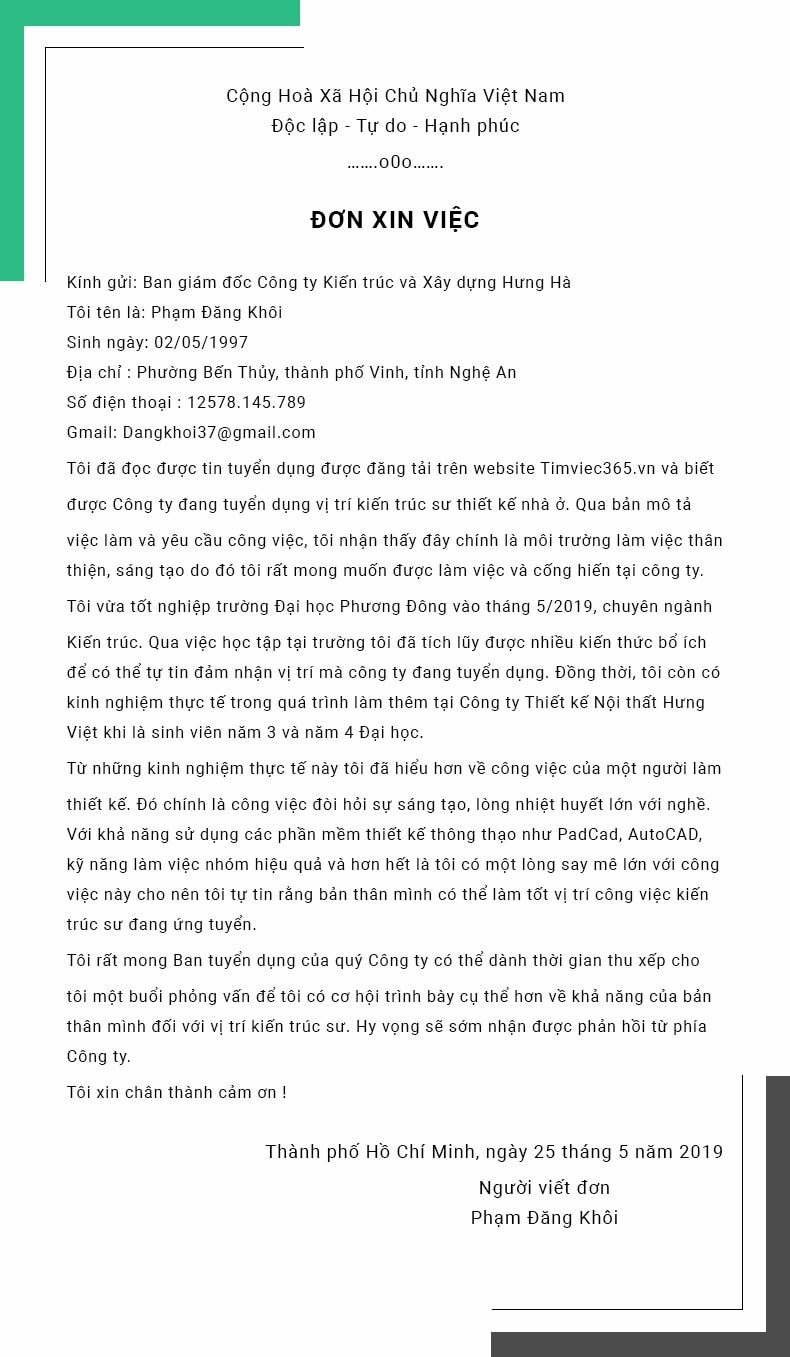 Cộng Hoà Xã Hội Chủ Nghĩa Việt Nam
Độc lập - Tự do - Hạnh phúc
…….o0o…….
ĐƠN XIN VIỆC
Kính gửi: Ban giám đốc Công ty Kiến trúc và Xây dựng Hưng Hà
Tôi tên là: Phạm Đăng Khôi
Sinh ngày: 02/05/1997
Địa chỉ : Phường Bến Thủy, thành phố Vinh, tỉnh Nghệ An
Số điện thoại : 12578.145.789
Gmail: Dangkhoi37@gmail.com
Tôi đã đọc được tin tuyển dụng được đăng tải trên website Timviec365.vn và biết
được Công ty đang tuyển dụng vị trí kiến trúc sư thiết kế nhà ở. Qua bản mô tả
việc làm và yêu cầu công việc, tôi nhận thấy đây chính là môi trường làm việc thân
thiện, sáng tạo do đó tôi rất mong muốn được làm việc và cống hiến tại công ty.
Tôi vừa tốt nghiệp trường Đại học Phương Đông vào tháng 5/2019, chuyên ngành
Kiến trúc. Qua việc học tập tại trường tôi đã tích lũy được nhiều kiến thức bổ ích
để có thể tự tin đảm nhận vị trí mà công ty đang tuyển dụng. Đồng thời, tôi còn có
kinh nghiệm thực tế trong quá trình làm thêm tại Công ty Thiết kế Nội thất Hưng
Việt khi là sinh viên năm 3 và năm 4 Đại học.
Từ những kinh nghiệm thực tế này tôi đã hiểu hơn về công việc của một người làm
thiết kế. Đó chính là công việc đòi hỏi sự sáng tạo, lòng nhiệt huyết lớn với nghề.
Với khả năng sử dụng các phần mềm thiết kế thông thạo như PadCad, AutoCAD,
kỹ năng làm việc nhóm hiệu quả và hơn hết là tôi có một lòng say mê lớn với công
việc này cho nên tôi tự tin rằng bản thân mình có thể làm tốt vị trí công việc kiến
trúc sư đang ứng tuyển.
Tôi rất mong Ban tuyển dụng của quý Công ty có thể dành thời gian thu xếp cho
tôi một buổi phỏng vấn để tôi có cơ hội trình bày cụ thể hơn về khả năng của bản
thân mình đối với vị trí kiến trúc sư. Hy vọng sẽ sớm nhận được phản hồi từ phía
Công ty.
Tôi xin chân thành cảm ơn !
Thành phố Hồ Chí Minh, ngày 25 tháng 5 năm 2019
Người viết đơn
Phạm Đăng Khôi